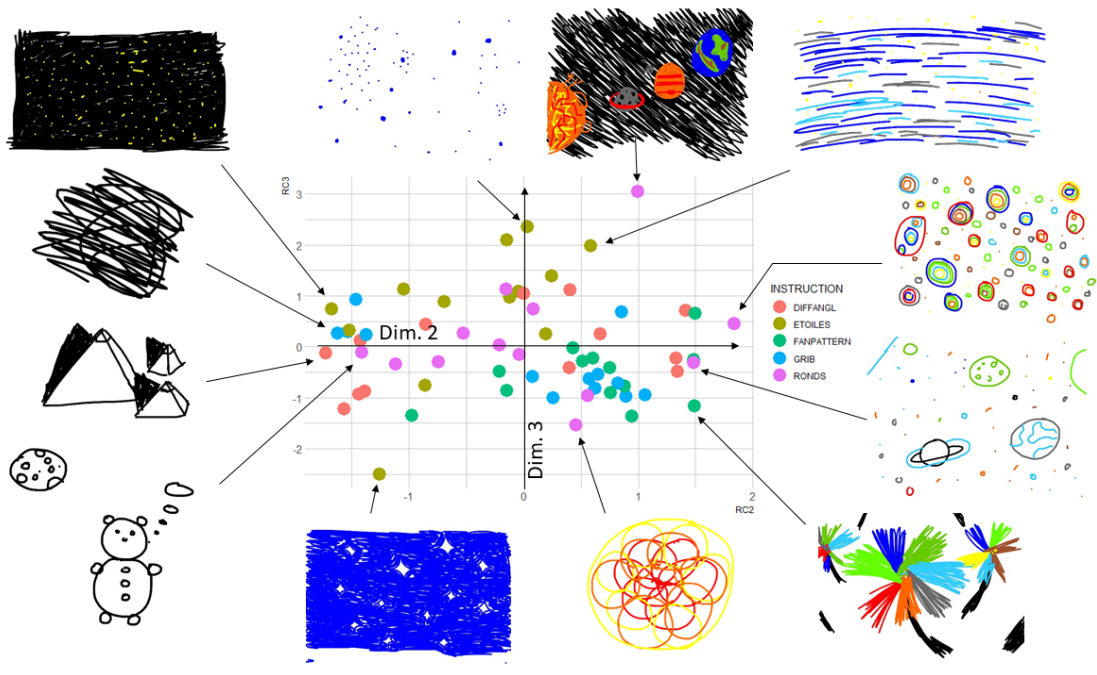 RC3
3
2
1
0
-1
-2
Dim. 2
Dim. 3
-1
0
1
2
RC2
INSTRUCTION
DIFFANGL
ETOILES
FANPATTERN
GRIB
RONDS